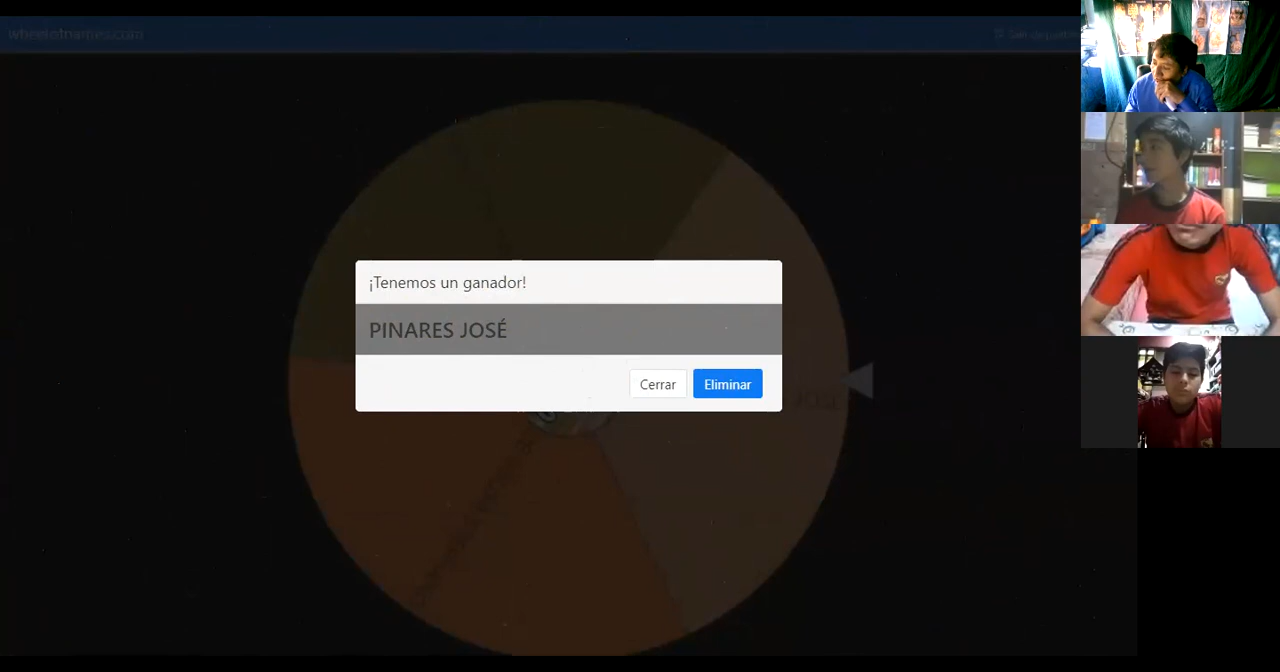 wheelofnames.com
¡Tenemos un ganador!
PINARES JOSÉ
Cerrar
Eliminar